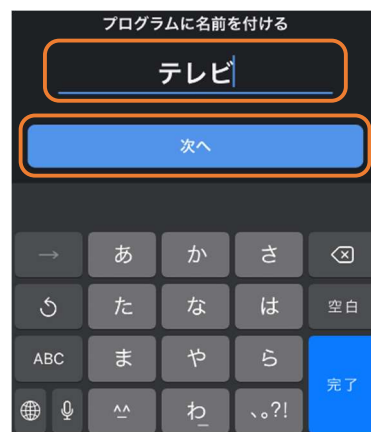 プログラムに名前を付ける
テレビ
次へ
→ あ か さ
た な は 空白
ABC ま や ら
^^ わ_ 、。?! 完了